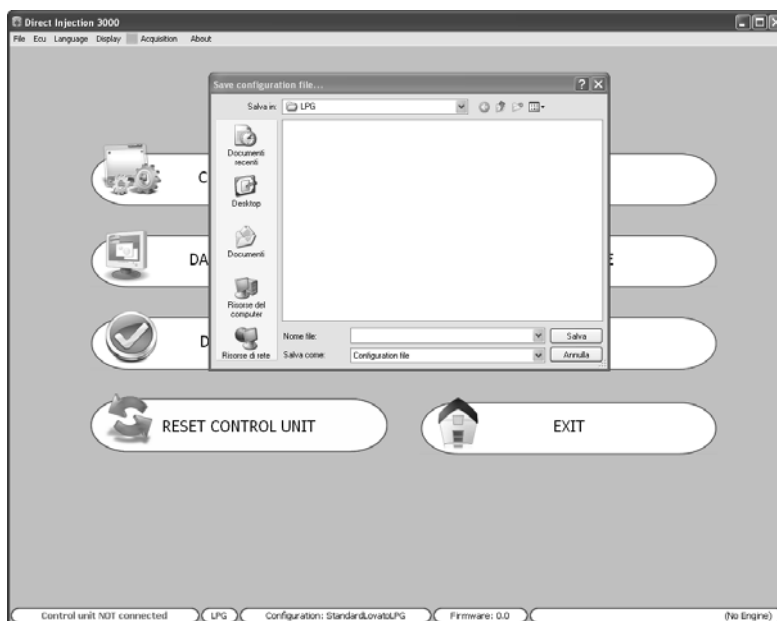 Direct Injection 3000
File Ecu Language Display Acquisition About
Save configuration file...
Salva in: LPG
Documenti
recenti
Desktop
Documenti
Risorse del
computer
Risorse di rete
Nome file:
Salva
Salva come: Configuration file
Annulla
C
DA
E
D
RESET CONTROL UNIT
EXIT
Control unit NOT connected
LPG
Configuration: StandardLovatoLPG
Firmware: 0.0
(No Engine)